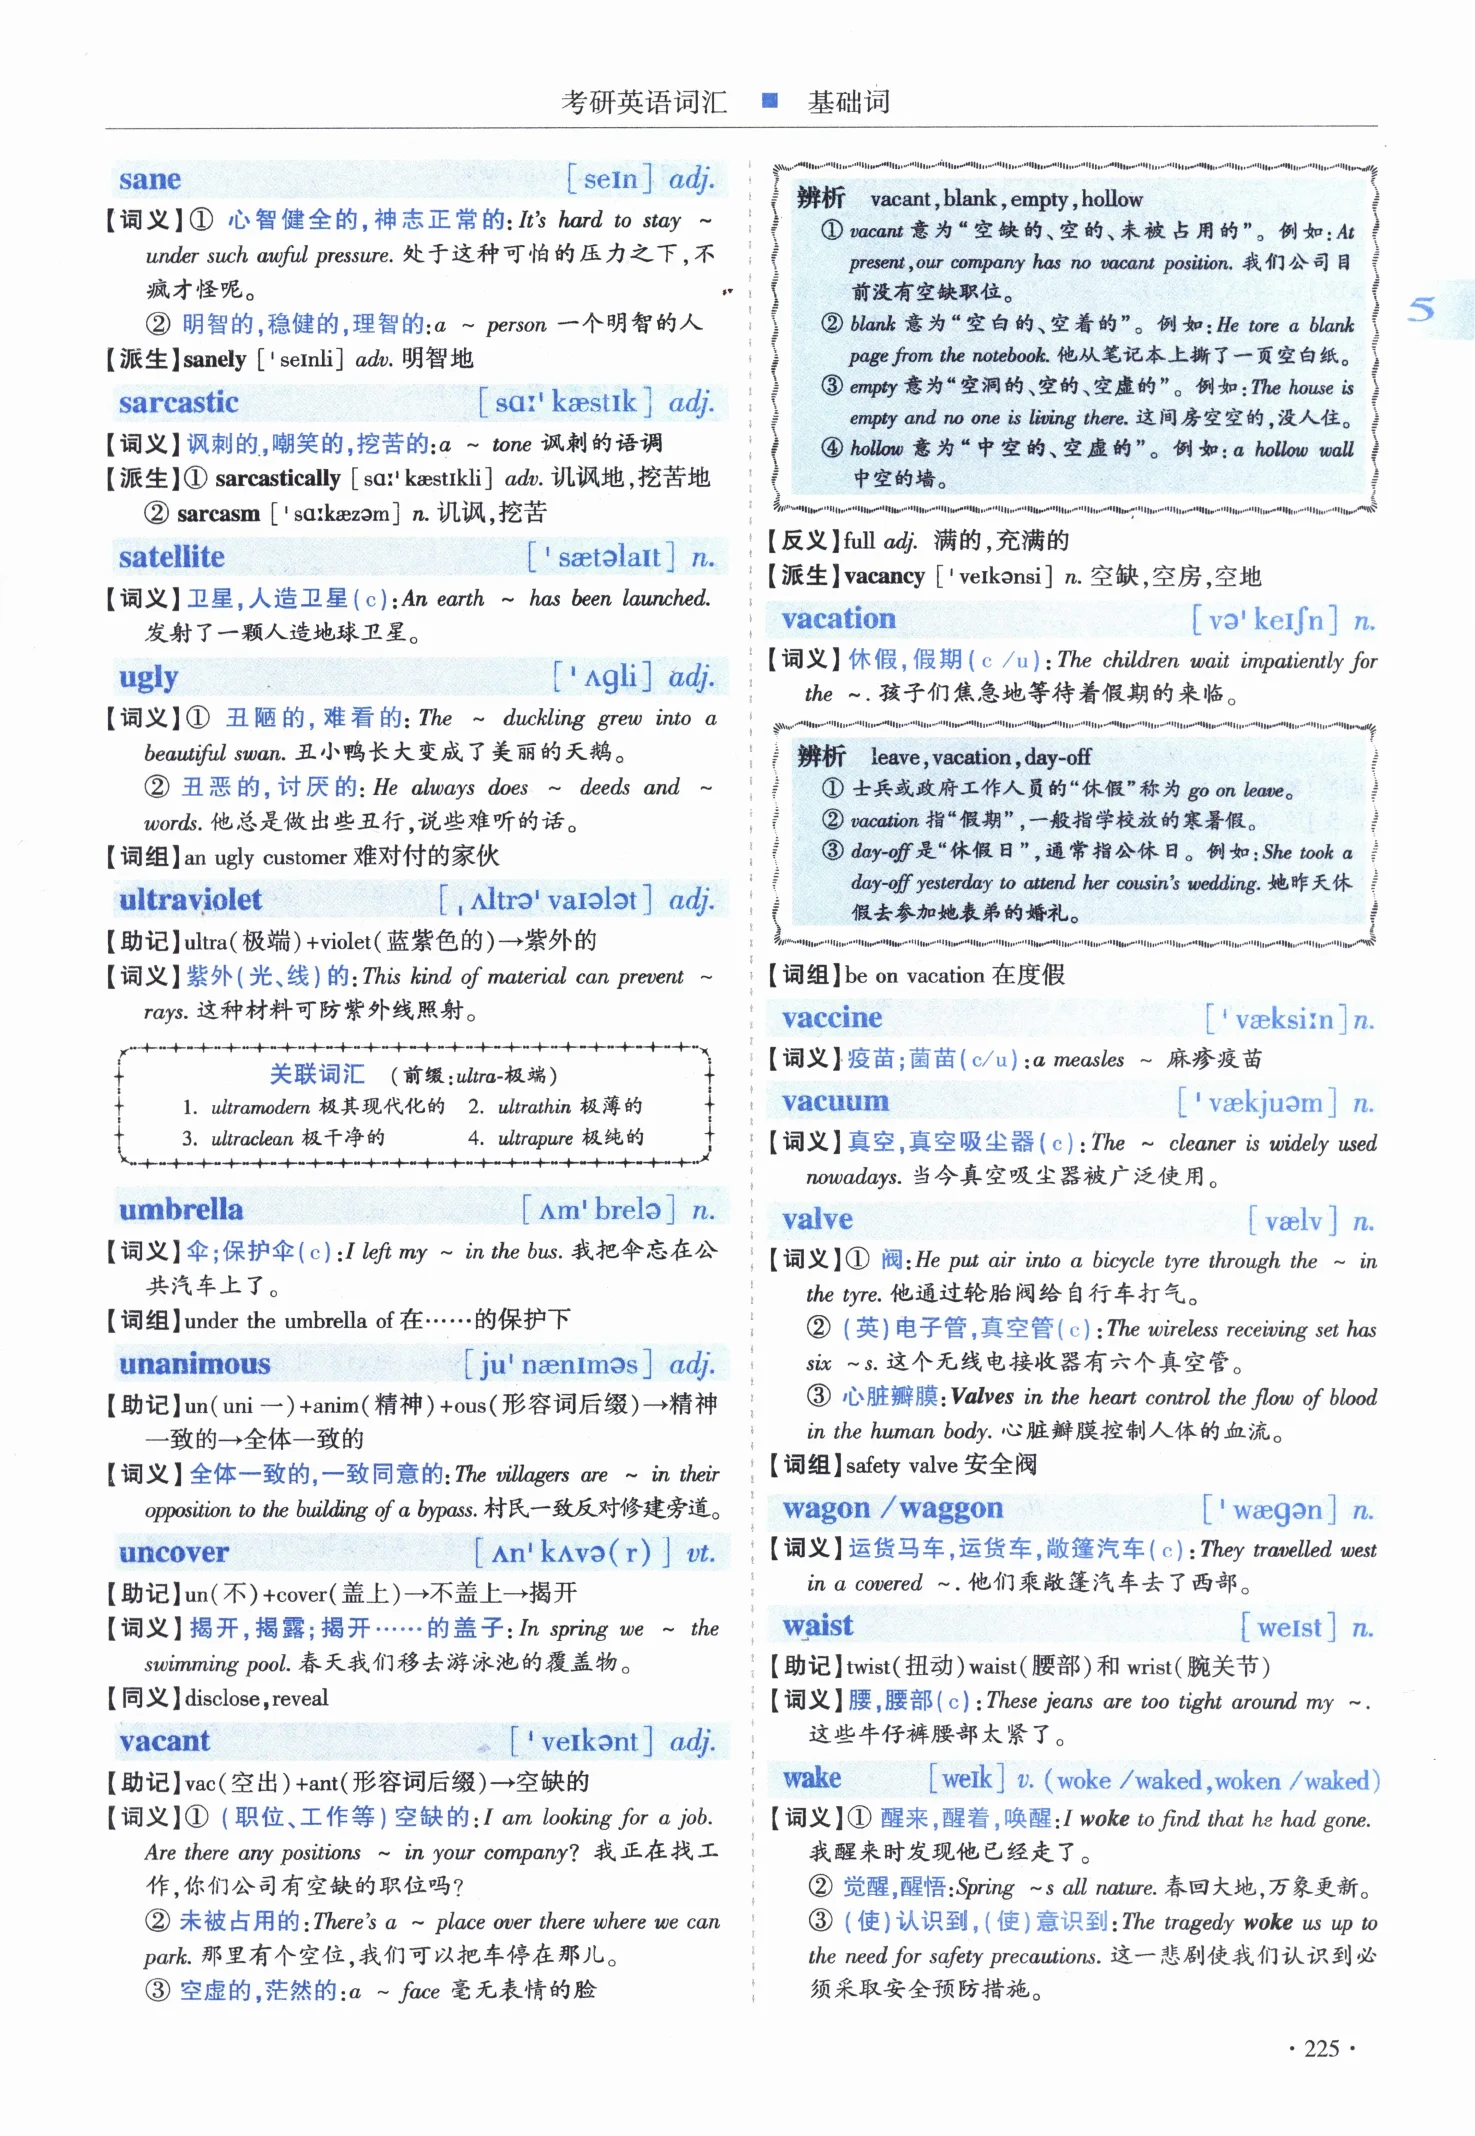 考研英语词汇 ■ 基础词
sane [seɪn] adj.
【词义】① 心智健全的,神志正常的:It's hard to stay ~
under such awful pressure. 处于这种可怕的压力之下,不
疯才怪呢。
② 明智的,稳健的,理智的:a ~ person 一个明智的人
【派生】sanely [ˈseɪnli] adv. 明智地
sarcastic [sɑːˈkæstɪk] adj.
【词义】讽刺的,嘲笑的,挖苦的:a ~ tone 讽刺的语调
【派生】① sarcastically [sɑːˈkæstɪkli] adv. 讥讽地,挖苦地
② sarcasm [ˈsɑːkæzəm] n. 讥讽,挖苦
satellite [ˈsætəlaɪt] n.
【词义】卫星,人造卫星(c):An earth ~ has been launched.
发射了一颗人造地球卫星。
ugly [ˈʌgli] adj.
【词义】① 丑陋的,难看的: The ~ duckling grew into a
beautiful swan. 丑小鸭长大变成了美丽的天鹅。
② 丑恶的,讨厌的: He always does ~ deeds and ~
words. 他总是做出些丑行,说些难听的话。
【词组】an ugly customer 难对付的家伙
ultraviolet [ˌʌltrəˈvaɪələt] adj.
【助记】ultra(极端)+violet(蓝紫色的)→紫外的
【词义】紫外(光、线)的:This kind of material can prevent ~
rays. 这种材料可防紫外线照射。
关联词汇 (前缀:ultra-极端)
1. ultramodern 极其现代化的 2. ultrathin 极薄的
3. ultraclean 极干净的 4. ultrapure 极纯的
umbrella [ʌmˈbrelə] n.
【词义】伞;保护伞(c):I left my ~ in the bus. 我把伞忘在公
共汽车上了。
【词组】under the umbrella of 在……的保护下
unanimous [juˈnænɪməs] adj.
【助记】un(uni 一)+anim(精神)+ous(形容词后缀)→精神
一致的→全体一致的
【词义】全体一致的,一致同意的:The villagers are ~ in their
opposition to the building of a bypass. 村民一致反对修建旁道。
uncover [ʌnˈkʌvə(r)] vt.
【助记】un(不)+cover(盖上)→不盖上→揭开
【词义】揭开,揭露;揭开……的盖子:In spring we ~ the
swimming pool. 春天我们移去游泳池的覆盖物。
【同义】disclose,reveal
vacant [ˈveɪkənt] adj.
【助记】vac(空出)+ant(形容词后缀)→空缺的
【词义】① (职位、工作等)空缺的:I am looking for a job.
Are there any positions ~ in your company? 我正在找工
作,你们公司有空缺的职位吗?
② 未被占用的:There's a ~ place over there where we can
park. 那里有个空位,我们可以把车停在那儿。
③ 空虚的,茫然的:a ~ face 毫无表情的脸
辨析 vacant,blank,empty,hollow
① vacant 意为“空缺的、空的、未被占用的”。例如:At
present,our company has no vacant position. 我们公司目
前没有空缺职位。
② blank 意为“空白的、空着的”。例如:He tore a blank
page from the notebook. 他从笔记本上撕了一页空白纸。
③ empty 意为“空洞的、空的、空虚的”。例如:The house is
empty and no one is living there. 这间房空空的,没人住。
④ hollow 意为“中空的、空虚的”。例如:a hollow wall
中空的墙。
【反义】full adj. 满的,充满的
【派生】vacancy [ˈveɪkənsi] n. 空缺,空房,空地
vacation [vəˈkeɪʃn] n.
【词义】休假,假期(c/u):The children wait impatiently for
the ~. 孩子们焦急地等待着假期的来临。
辨析 leave,vacation,day-off
① 士兵或政府工作人员的“休假”称为 go on leave。
② vacation 指“假期”,一般指学校放的寒暑假。
③ day-off 是“休假日”,通常指公休日。例如:She took a
day-off yesterday to attend her cousin's wedding. 她昨天休
假去参加她表弟的婚礼。
【词组】be on vacation 在度假
vaccine [ˈvæksiːn] n.
【词义】疫苗;菌苗(c/u):a measles ~ 麻疹疫苗
vacuum [ˈvækjuəm] n.
【词义】真空,真空吸尘器(c):The ~ cleaner is widely used
nowadays. 当今真空吸尘器被广泛使用。
valve [vælv] n.
【词义】① 阀:He put air into a bicycle tyre through the ~ in
the tyre. 他通过轮胎阀给自行车打气。
② (英)电子管,真空管(c):The wireless receiving set has
six ~s. 这个无线电接收器有六个真空管。
③ 心脏瓣膜:Valves in the heart control the flow of blood
in the human body. 心脏瓣膜控制人体的血流。
【词组】safety valve 安全阀
wagon /waggon [ˈwægən] n.
【词义】运货马车,运货车,敞篷汽车(c):They travelled west
in a covered ~. 他们乘敞篷汽车去了西部。
waist [weɪst] n.
【助记】twist(扭动)waist(腰部)和 wrist(腕关节)
【词义】腰,腰部(c):These jeans are too tight around my ~.
这些牛仔裤腰部太紧了。
wake [weɪk] v. (woke /waked,woken /waked)
【词义】① 醒来,醒着,唤醒:I woke to find that he had gone.
我醒来时发现他已经走了。
② 觉醒,醒悟:Spring ~s all nature. 春回大地,万象更新。
③ (使)认识到,(使)意识到:The tragedy woke us up to
the need for safety precautions. 这一悲剧使我们认识到必
须采取安全预防措施。
5
·225·